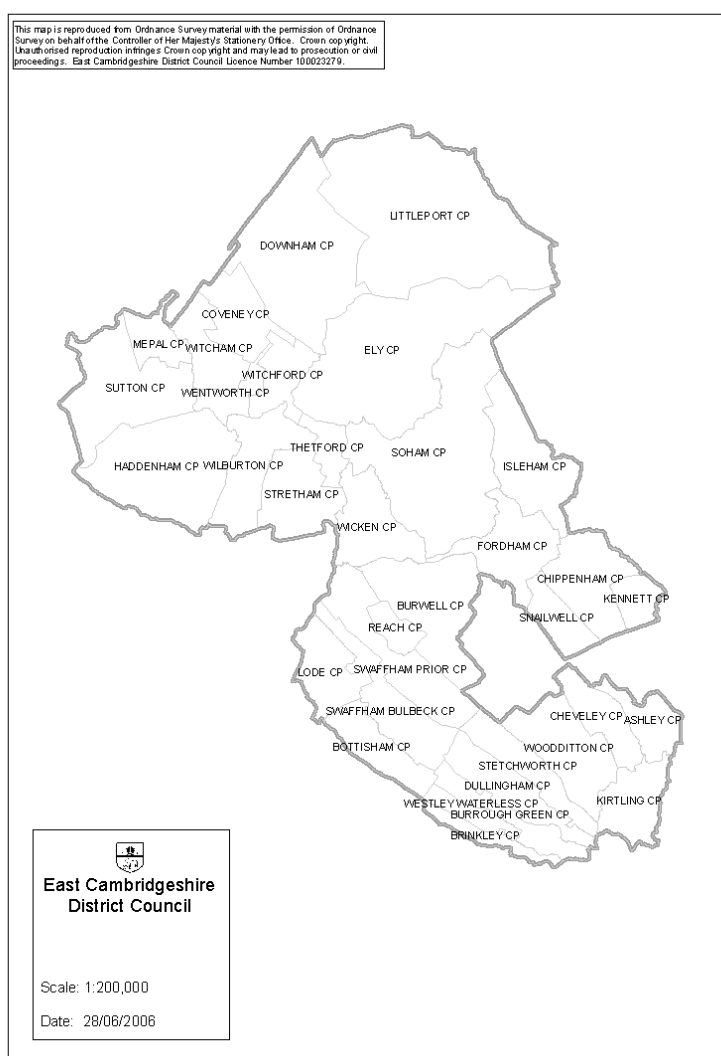 This map is reproduced from Ordnance Survey material with the permission of Ordnance
Survey on behalf of the Controller of Her Majesty's Stationery Office. Crown copyright.
Unauthorised reproduction infringes Crown copyright and may lead to prosecution or civil
proceedings. East Cambridgeshire District Council Licence Number 100023279.
LITTLEPORT CP
DOWNHAM CP
COVENEY CP
MEPAL CP
WITCHAM CP
ELY CP
WITCHFORD CP
SUTTON CP
WENTWORTH CP
THETFORD CP
SOHAM CP
HADDENHAM CP
WILBURTON CP
ISLEHAM CP
STRETHAM CP
WICKEN CP
FORDHAM CP
CHIPPENHAM CP
KENNETT CP
BURWELL CP
SNAILWELL CP
REACH CP
LODE CP
SWAFFHAM PRIOR CP
SWAFFHAM BULBECK CP
CHEVELEY CP
ASHLEY CP
BOTTISHAM CP
WOODDITTON CP
STETCHWORTH CP
DULLINGHAM CP
WESTLEY WATERLESS CP
KIRTLING CP
BURROUGH GREEN CP
BRINKLEY CP
East Cambridgeshire
District Council
Scale: 1:200,000
Date: 28/06/2006